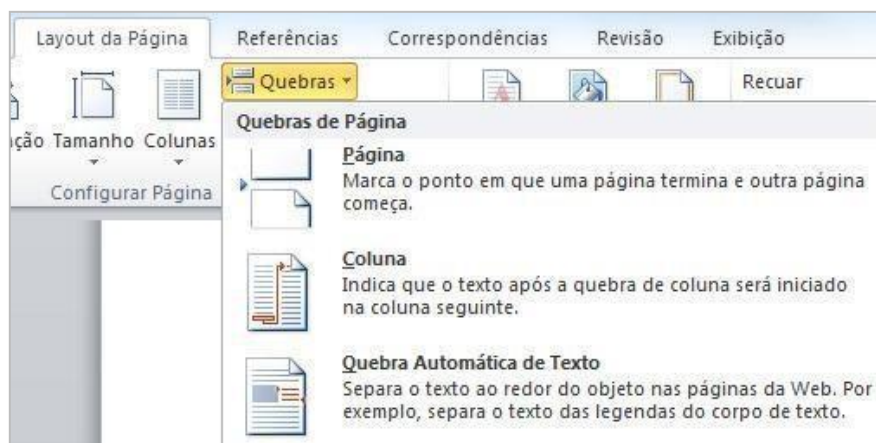 Layout da Página Referências Correspondências Revisão Exibição
Quebras Recuar
ção Tamanho Colunas
Configurar Página
Quebras de Página
Página
Marca o ponto em que uma página termina e outra página
começa.
Coluna
Indica que o texto após a quebra de coluna será iniciado
na coluna seguinte.
Quebra Automática de Texto
Separa o texto ao redor do objeto nas páginas da Web. Por
exemplo, separa o texto das legendas do corpo de texto.